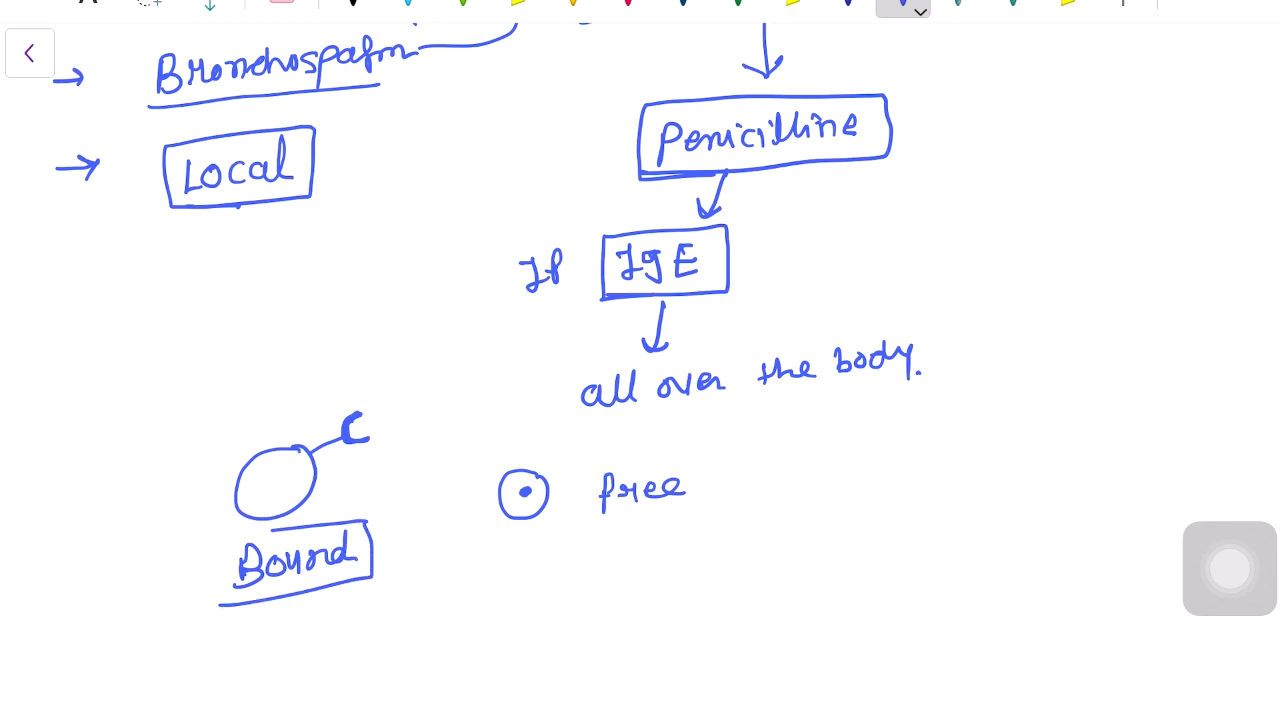 → Bronchospasm
→ Local
Penicilline
If IgE
all over the body.
C
Bound
free